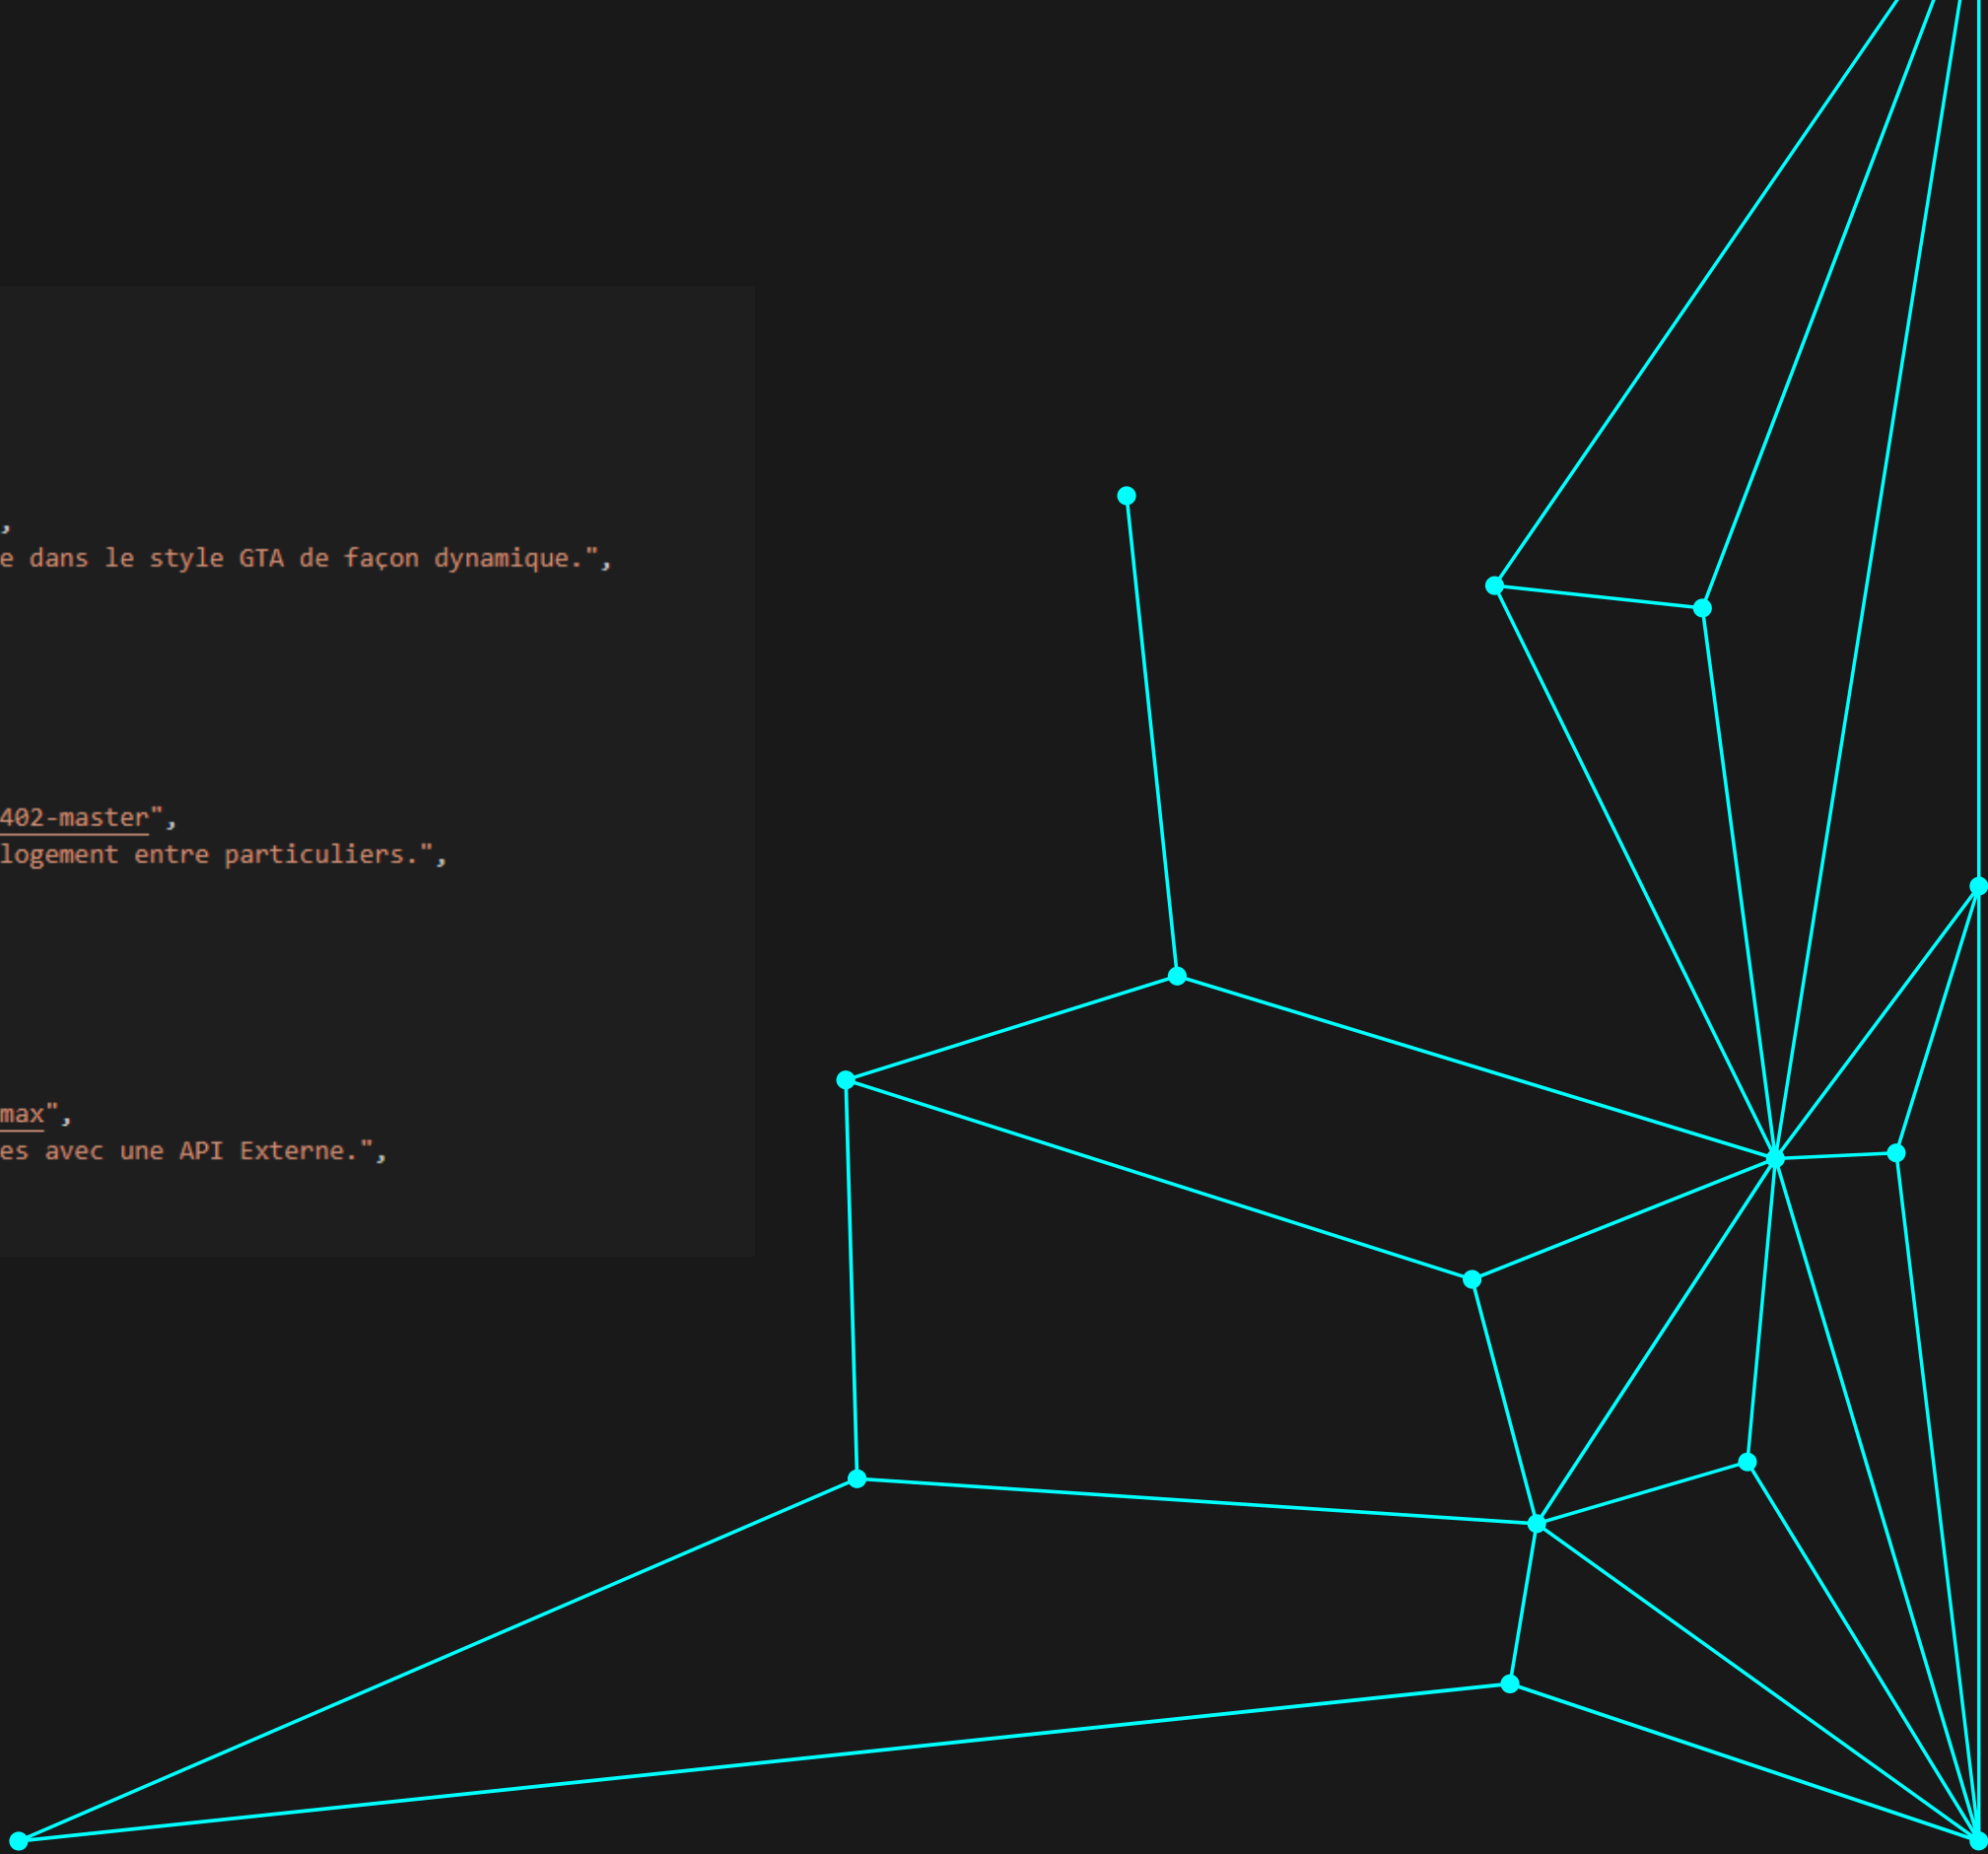 ,
e dans le style GTA de façon dynamique.",
402-master",
logement entre particuliers.",
max",
es avec une API Externe.",